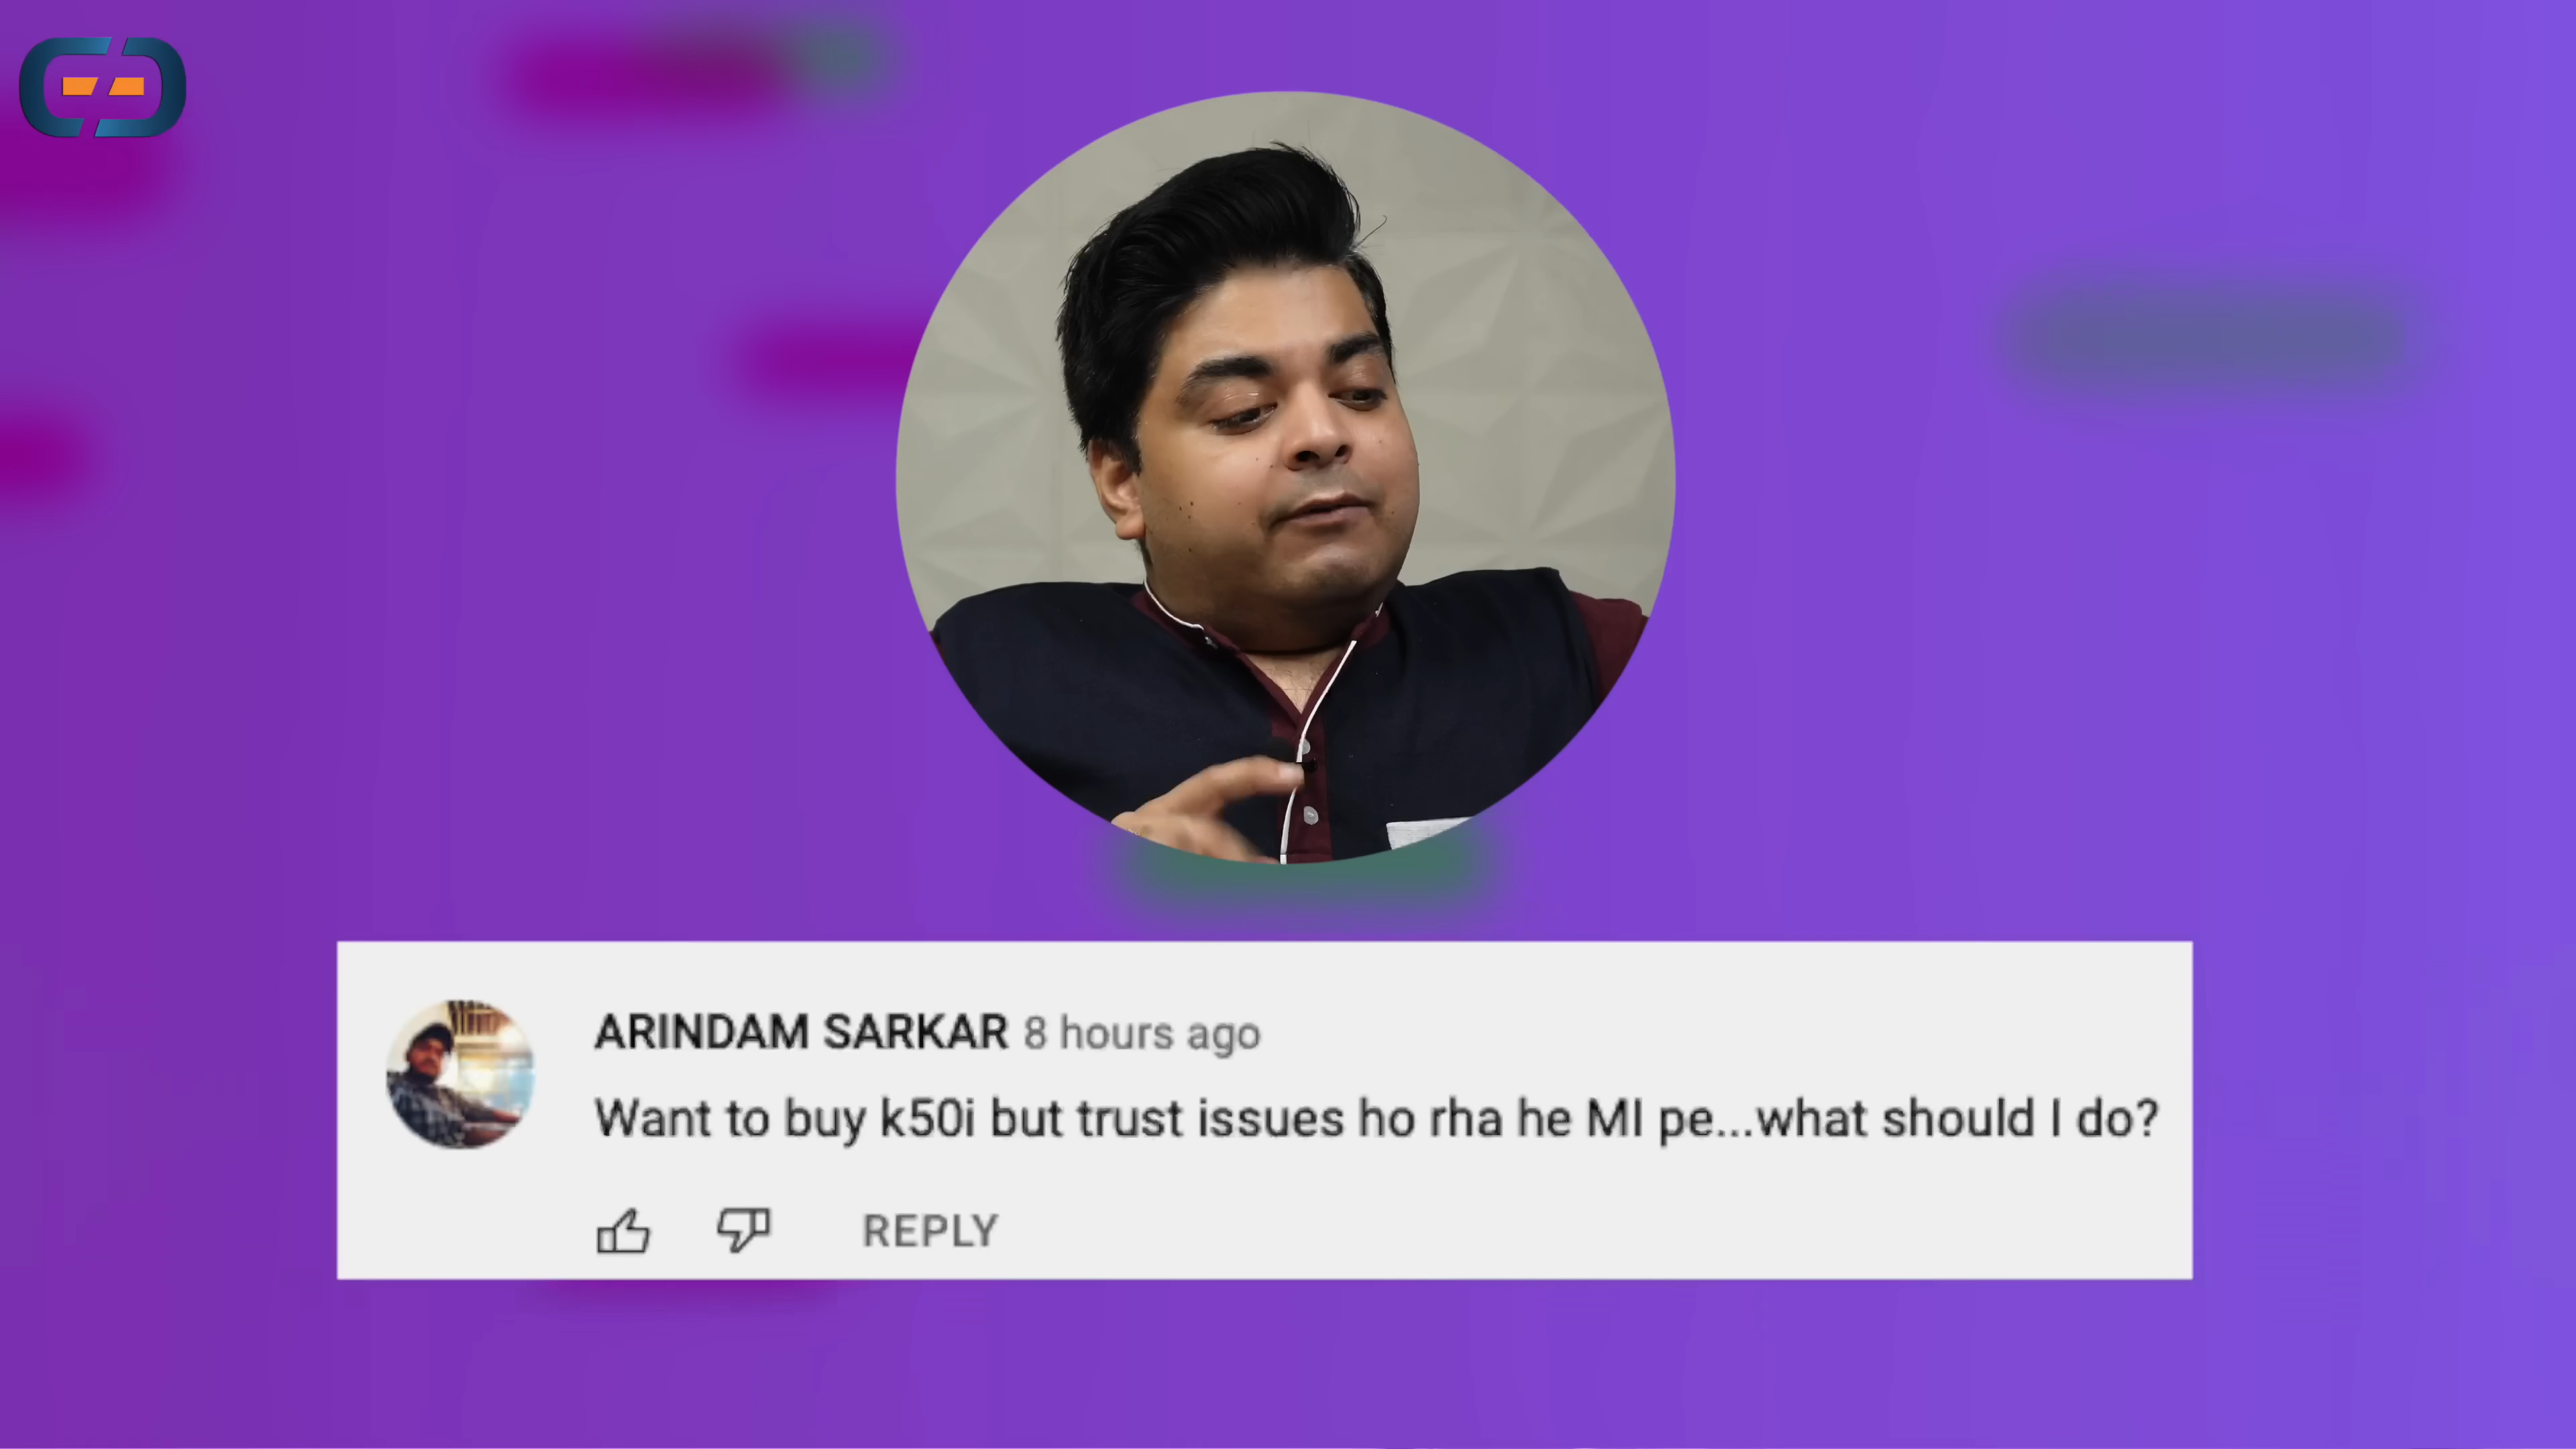 ARINDAM SARKAR 8 hours ago
Want to buy k50i but trust issues ho rha he MI pe...what should I do?
REPLY